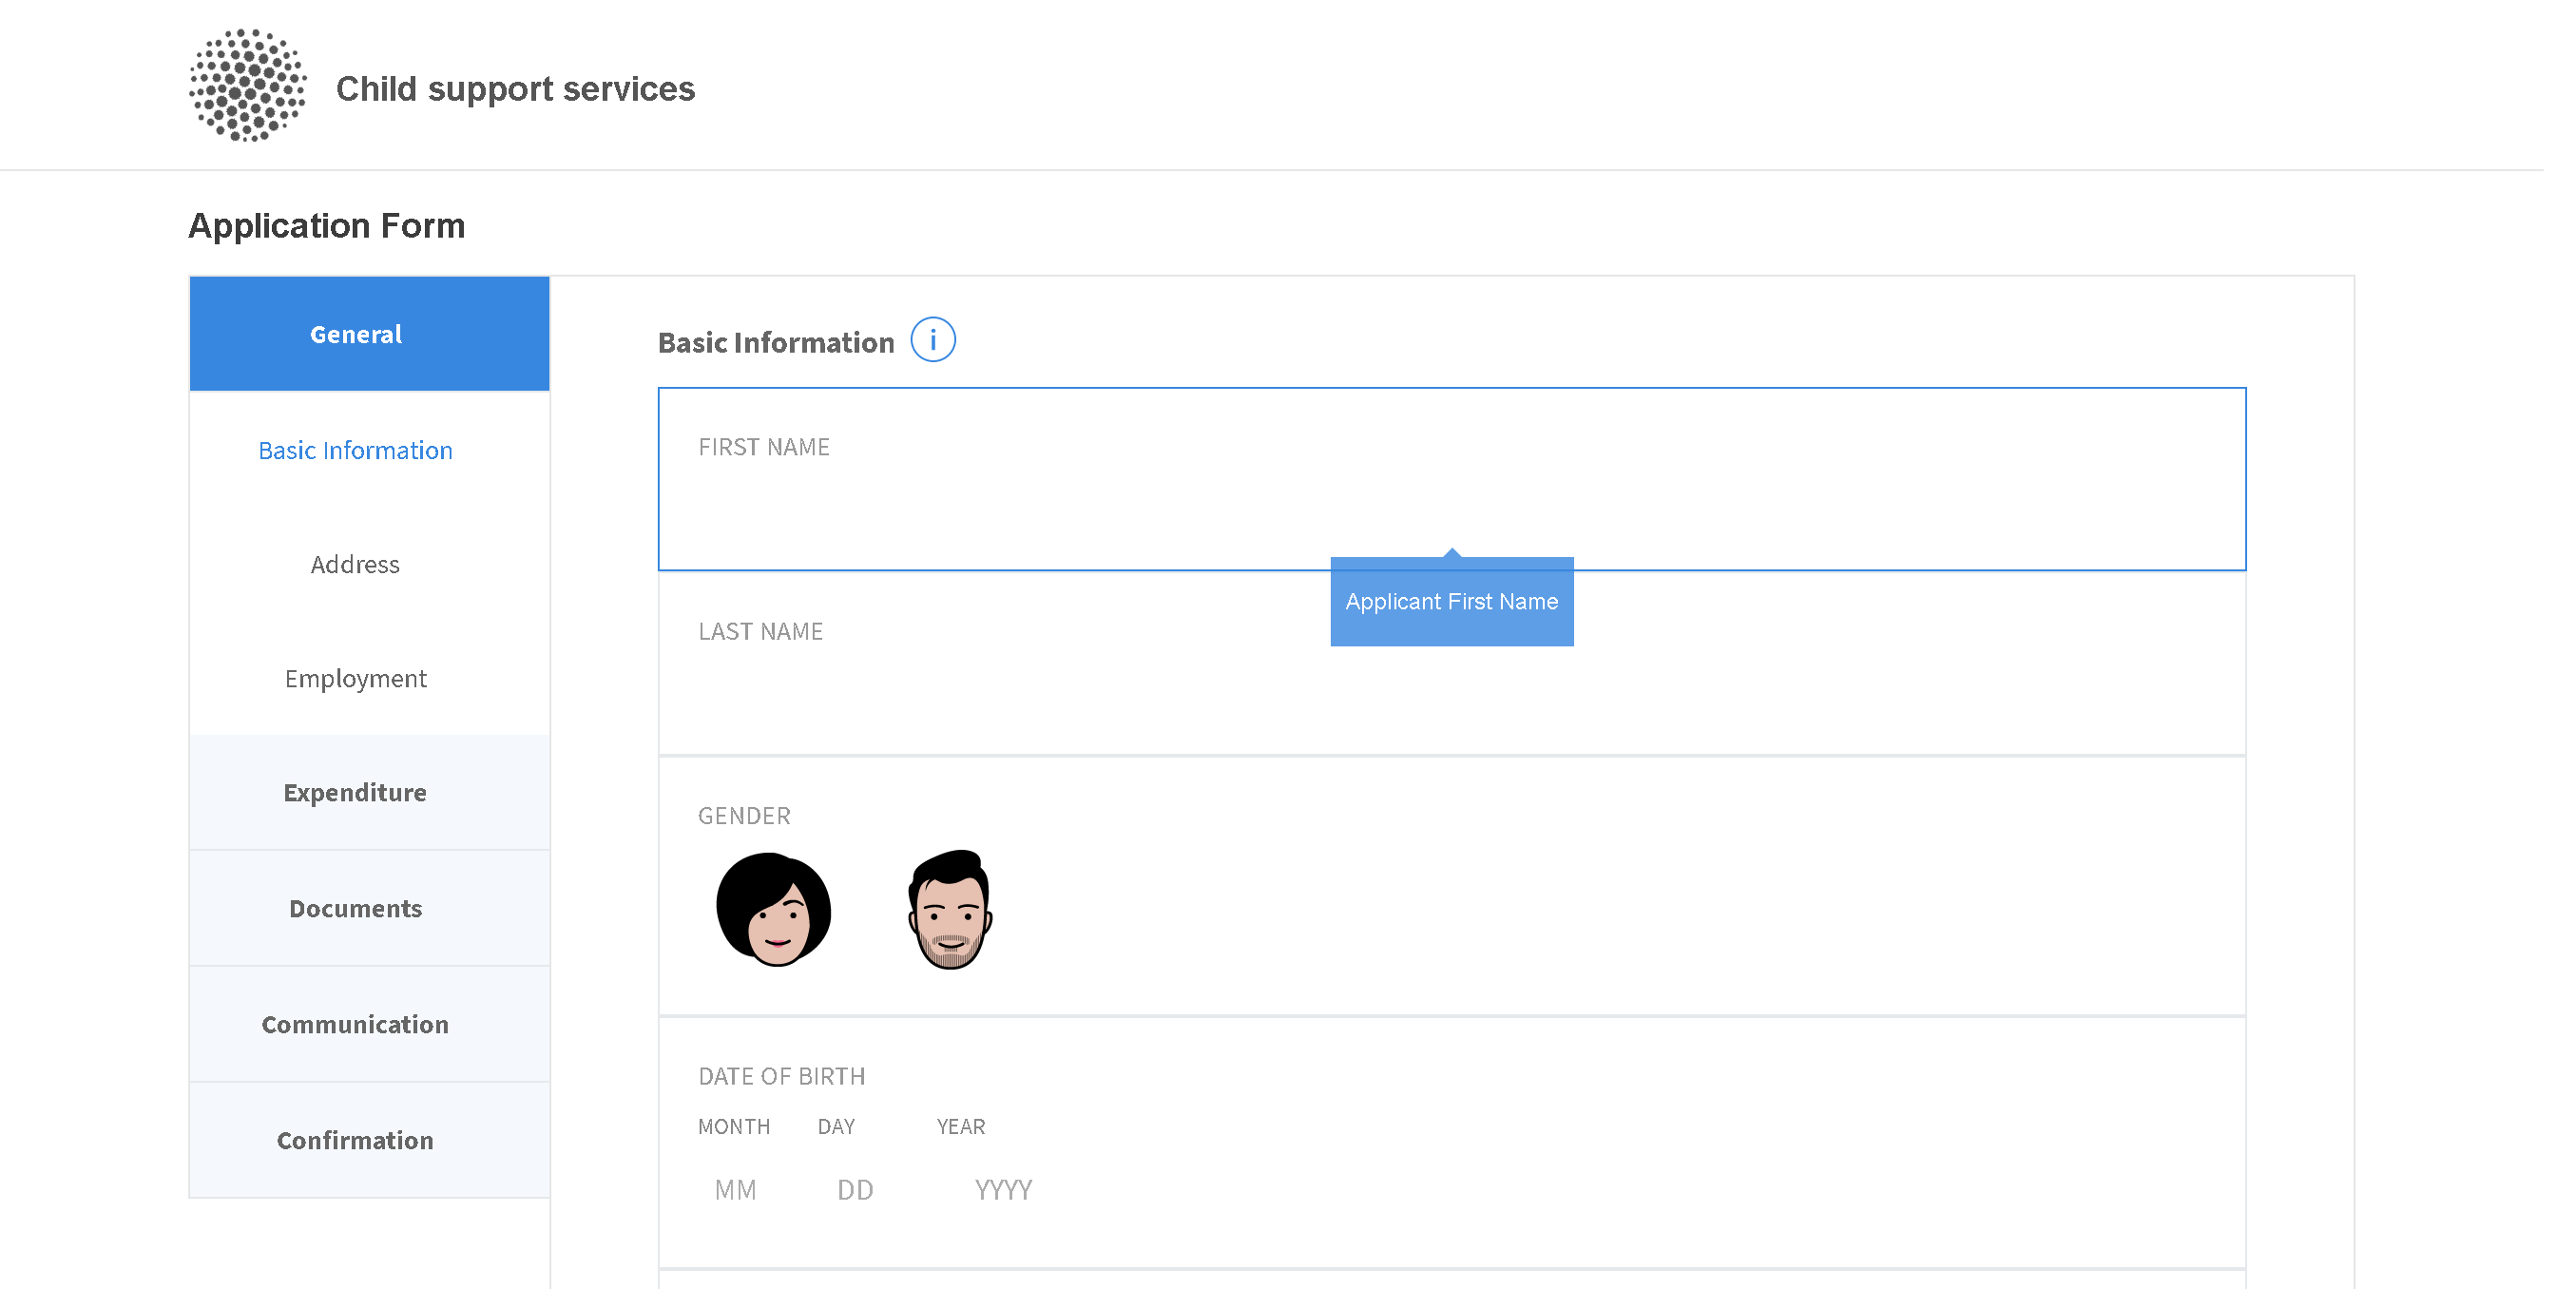 Child support services
Application Form
General
Basic Information
Address
Employment
Expenditure
Documents
Communication
Confirmation
Basic Information i
FIRST NAME
Applicant First Name
LAST NAME
GENDER
DATE OF BIRTH
MONTH DAY YEAR
MM DD YYYY